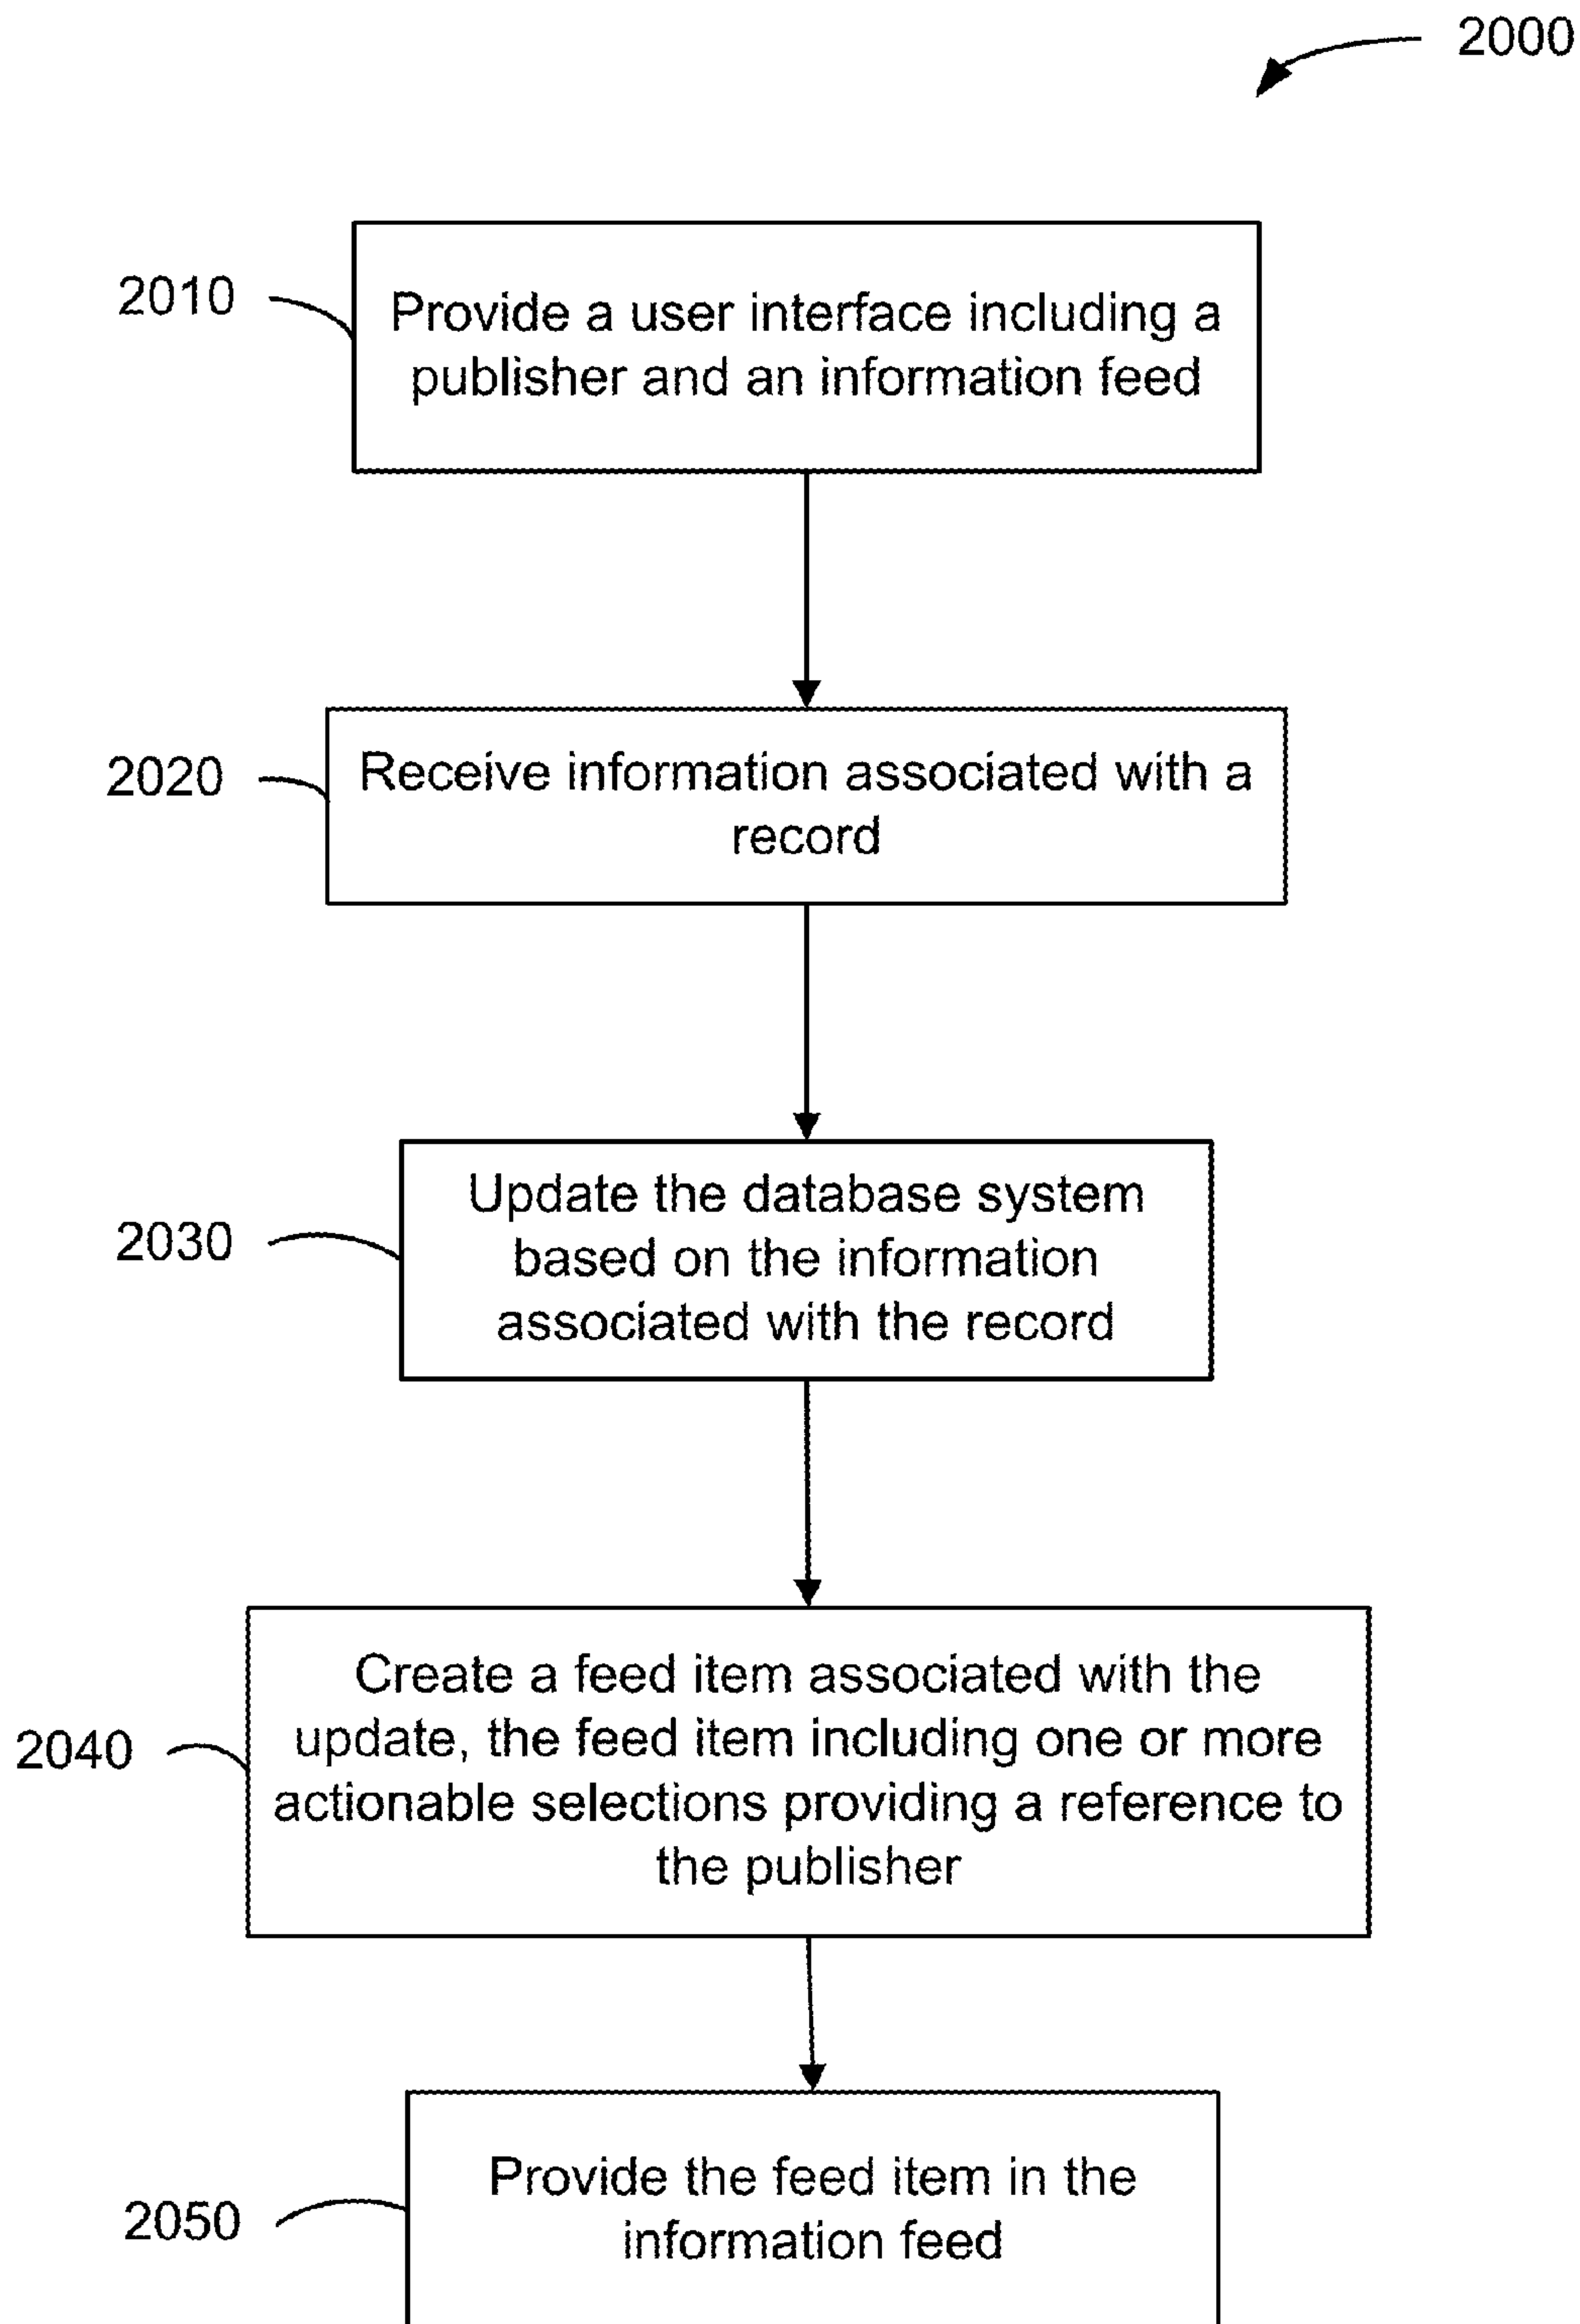 2000
2010
Provide a user interface including a
publisher and an information feed
2020
Receive information associated with a
record
2030
Update the database system
based on the information
associated with the record
2040
Create a feed item associated with the
update, the feed item including one or more
actionable selections providing a reference to
the publisher
2050
Provide the feed item in the
information feed